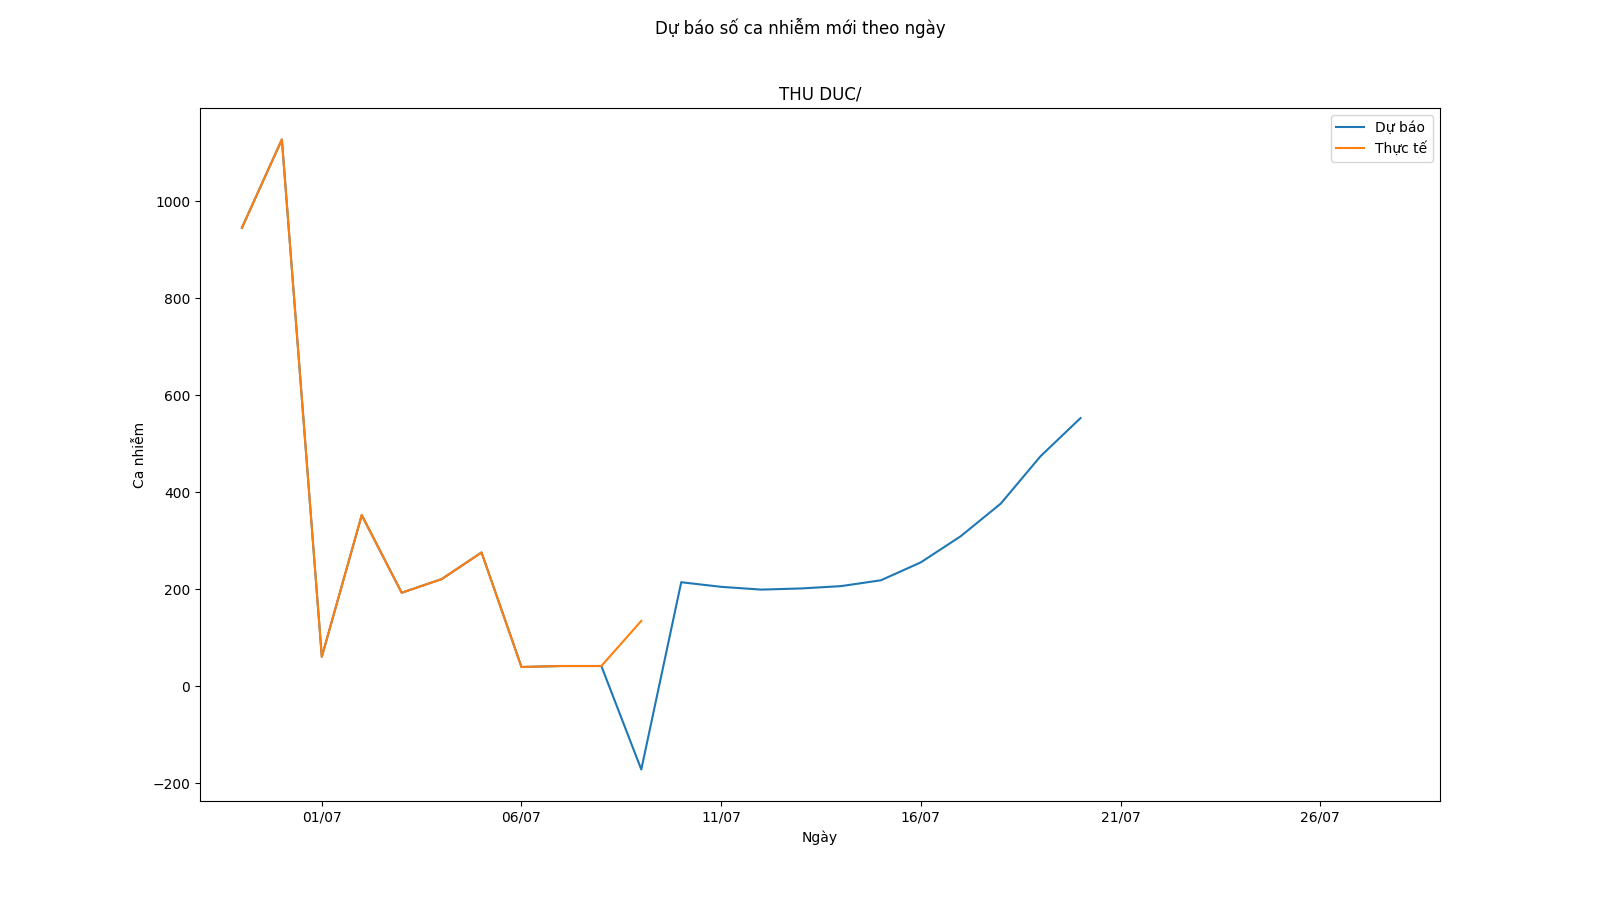 Dự báo số ca nhiễm mới theo ngày
THU DUC/
Dự báo
Thực tế
1000
800
600
400
200
0
−200
Ca nhiễm
01/07
06/07
11/07
16/07
21/07
26/07
Ngày